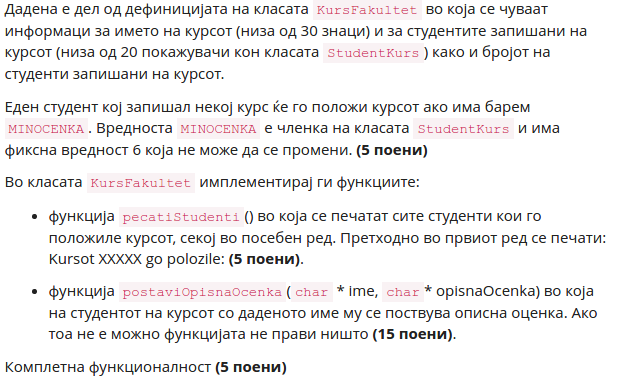 Дадена е дел од дефиницијата на класата KursFakultet во која се чуваат
информаци за името на курсот (низа од 30 знаци) и за студентите запишани на
курсот (низа од 20 покажувачи кон класата StudentKurs) како и бројот на
студенти запишани на курсот.
Еден студент кој запишал некој курс ќе го положи курсот ако има барем
MINOCENKA. Вредноста MINOCENKA е членка на класата StudentKurs и има
фиксна вредност 6 која не може да се промени. (5 поени)
Во класата KursFakultet имплементирај ги функциите:
• функција pecatiStudenti() во која се печатат сите студенти кои го
положиле курсот, секој во посебен ред. Претходно во првиот ред се печати:
Kursot XXXXX go polozile: (5 поени).
• функција postaviOpisnaOcenka( char * ime, char* opisnaOcenka) во која
на студентот на курсот со даденото име му се поствува описна оценка. Ако
тоа не е можно функцијата не прави ништо (15 поени).
Комплетна функционалност (5 поени)